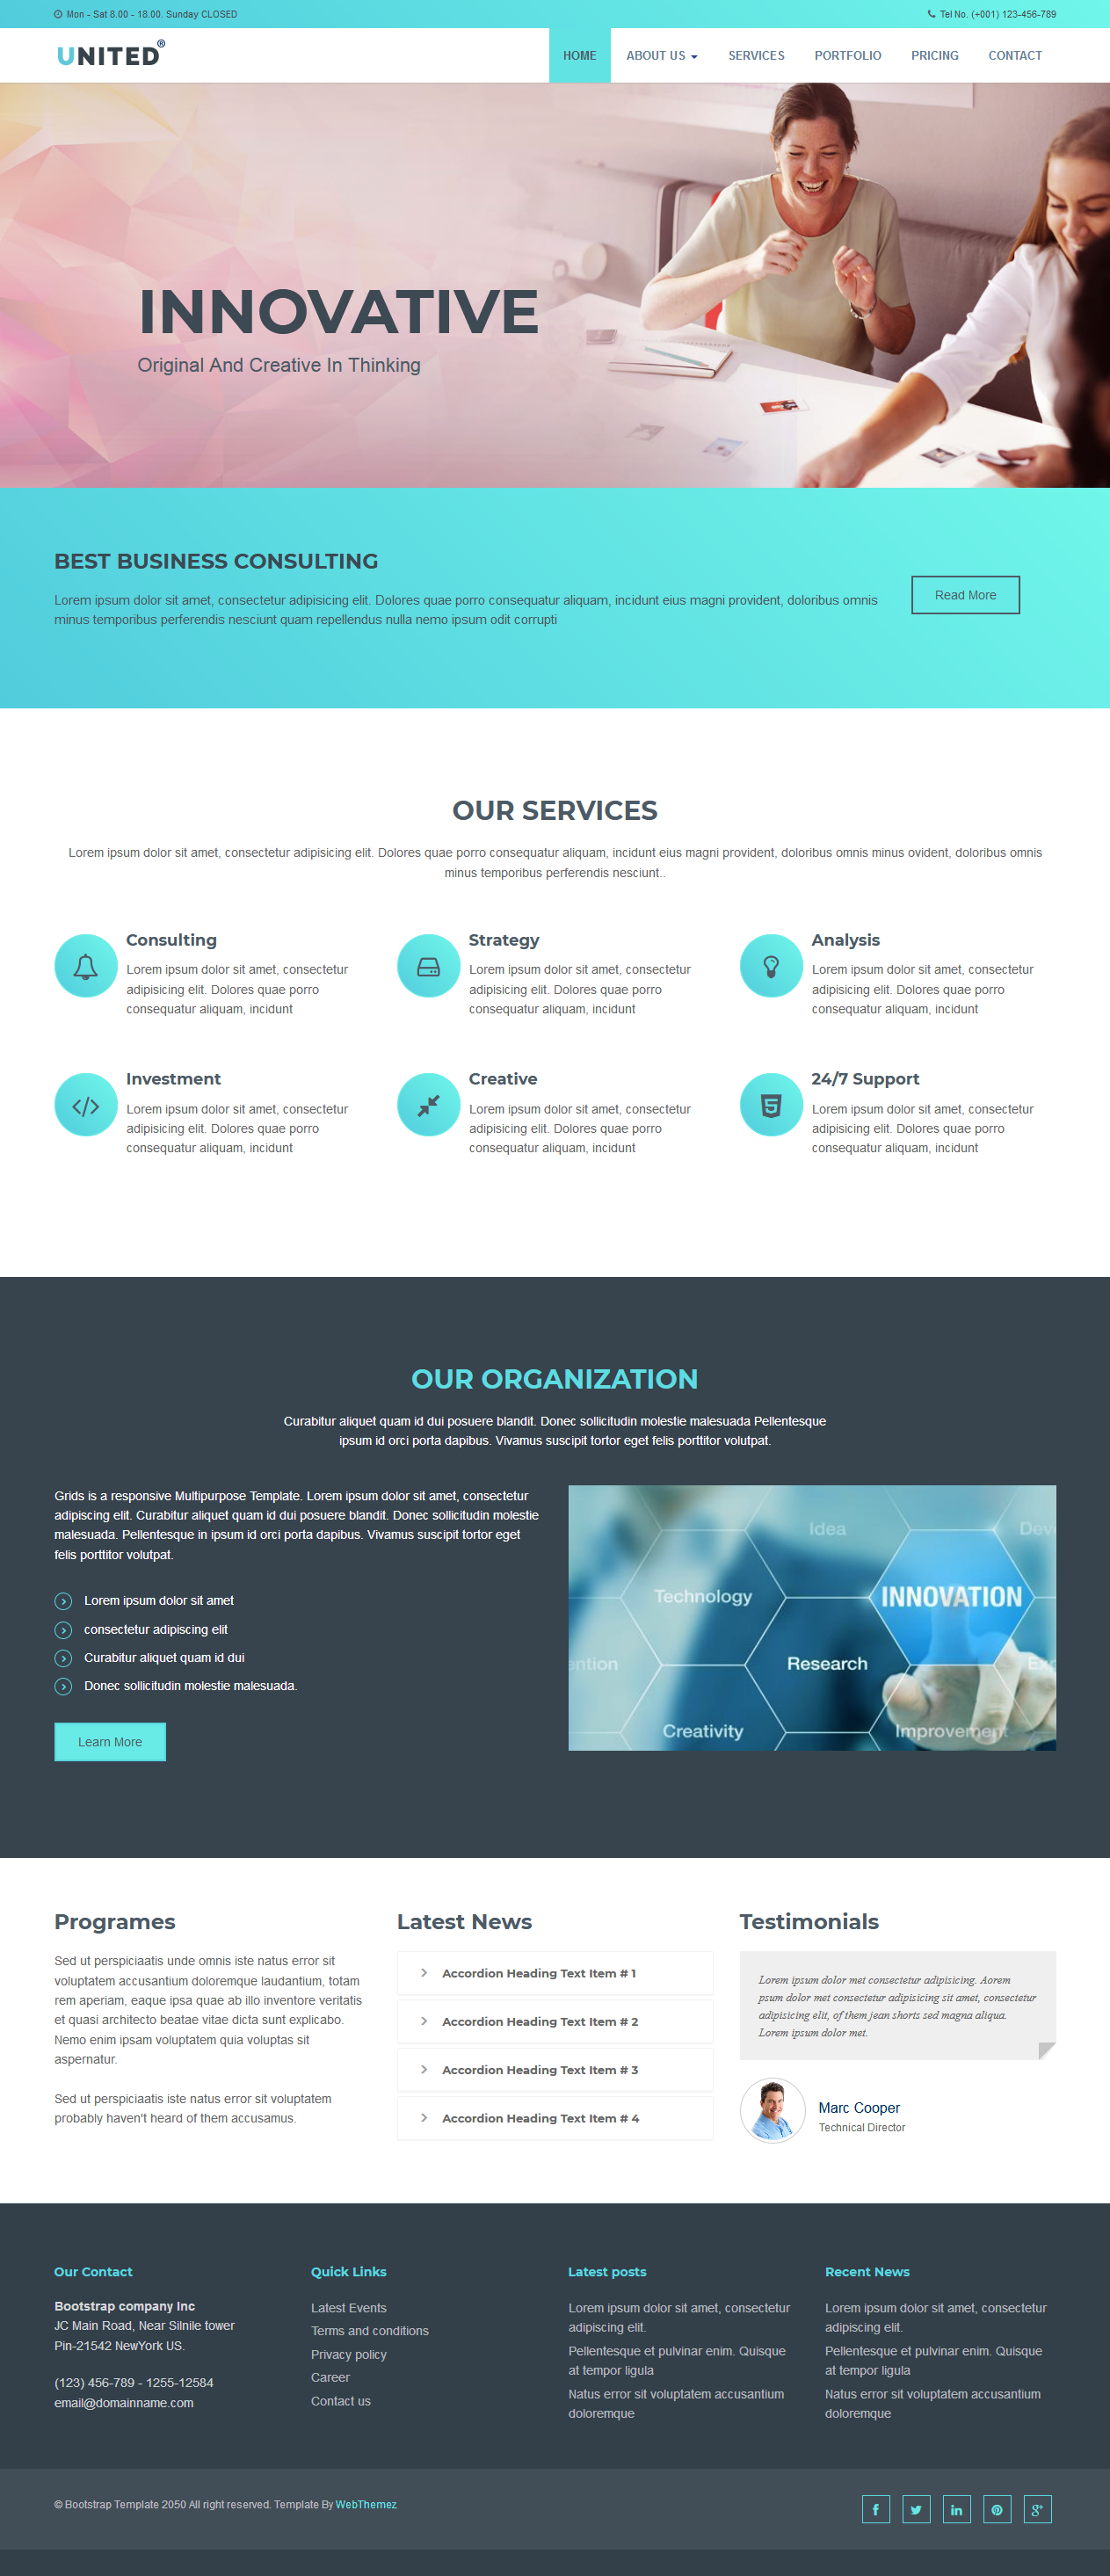 Mon - Sat 8.00 - 18.00. Sunday CLOSED
Tel No. (+001) 123-456-789
UNITED®
HOME ABOUT US SERVICES PORTFOLIO PRICING CONTACT
INNOVATIVE
Original And Creative In Thinking
BEST BUSINESS CONSULTING
Lorem ipsum dolor sit amet, consectetur adipisicing elit. Dolores quae porro consequatur aliquam, incidunt eius magni provident, doloribus omnis
minus temporibus perferendis nesciunt quam repellendus nulla nemo ipsum odit corrupti
Read More
OUR SERVICES
Lorem ipsum dolor sit amet, consectetur adipisicing elit. Dolores quae porro consequatur aliquam, incidunt eius magni provident, doloribus omnis minus ovident, doloribus omnis
minus temporibus perferendis nesciunt..
Consulting
Lorem ipsum dolor sit amet, consectetur
adipisicing elit. Dolores quae porro
consequatur aliquam, incidunt
Strategy
Lorem ipsum dolor sit amet, consectetur
adipisicing elit. Dolores quae porro
consequatur aliquam, incidunt
Analysis
Lorem ipsum dolor sit amet, consectetur
adipisicing elit. Dolores quae porro
consequatur aliquam, incidunt
Investment
Lorem ipsum dolor sit amet, consectetur
adipisicing elit. Dolores quae porro
consequatur aliquam, incidunt
Creative
Lorem ipsum dolor sit amet, consectetur
adipisicing elit. Dolores quae porro
consequatur aliquam, incidunt
24/7 Support
Lorem ipsum dolor sit amet, consectetur
adipisicing elit. Dolores quae porro
consequatur aliquam, incidunt
OUR ORGANIZATION
Curabitur aliquet quam id dui posuere blandit. Donec sollicitudin molestie malesuada Pellentesque
ipsum id orci porta dapibus. Vivamus suscipit tortor eget felis porttitor volutpat.
Grids is a responsive Multipurpose Template. Lorem ipsum dolor sit amet, consectetur
adipiscing elit. Curabitur aliquet quam id dui posuere blandit. Donec sollicitudin molestie
malesuada. Pellentesque in ipsum id orci porta dapibus. Vivamus suscipit tortor eget
felis porttitor volutpat.
Lorem ipsum dolor sit amet
consectetur adipiscing elit
Curabitur aliquet quam id dui
Donec sollicitudin molestie malesuada.
Learn More
Idea
Deve
Technology
INNOVATION
ention
Research
Exp
Creativity
Improvement
Programes
Sed ut perspiciaatis unde omnis iste natus error sit
voluptatem accusantium doloremque laudantium, totam
rem aperiam, eaque ipsa quae ab illo inventore veritatis
et quasi architecto beatae vitae dicta sunt explicabo.
Nemo enim ipsam voluptatem quia voluptas sit
aspernatur.
Sed ut perspiciaatis iste natus error sit voluptatem
probably haven't heard of them accusamus.
Latest News
Accordion Heading Text Item # 1
Accordion Heading Text Item # 2
Accordion Heading Text Item # 3
Accordion Heading Text Item # 4
Testimonials
Lorem ipsum dolor met consectetur adipisicing. Aorem
psum dolor met consectetur adipisicing sit amet, consectetur
adipisicing elit, of them jean shorts sed magna aliqua.
Lorem ipsum dolor met.
Marc Cooper
Technical Director
Our Contact
Bootstrap company Inc
JC Main Road, Near Silnile tower
Pin-21542 NewYork US.
(123) 456-789 - 1255-12584
email@domainname.com
Quick Links
Latest Events
Terms and conditions
Privacy policy
Career
Contact us
Latest posts
Lorem ipsum dolor sit amet, consectetur
adipiscing elit.
Pellentesque et pulvinar enim. Quisque
at tempor ligula
Natus error sit voluptatem accusantium
doloremque
Recent News
Lorem ipsum dolor sit amet, consectetur
adipiscing elit.
Pellentesque et pulvinar enim. Quisque
at tempor ligula
Natus error sit voluptatem accusantium
doloremque
© Bootstrap Template 2050 All right reserved. Template By WebThemez